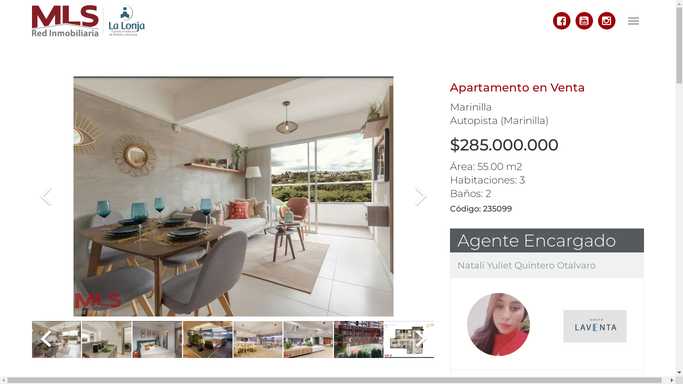 MLS
Red Inmobiliaria
La Lonja
Apartamento en Venta
Marinilla
Autopista (Marinilla)
$285.000.000
Área: 55.00 m2
Habitaciones: 3
Baños: 2
Código: 235099
Agente Encargado
Natali Yuliet Quintero Otalvaro
MLS
LAVENTA